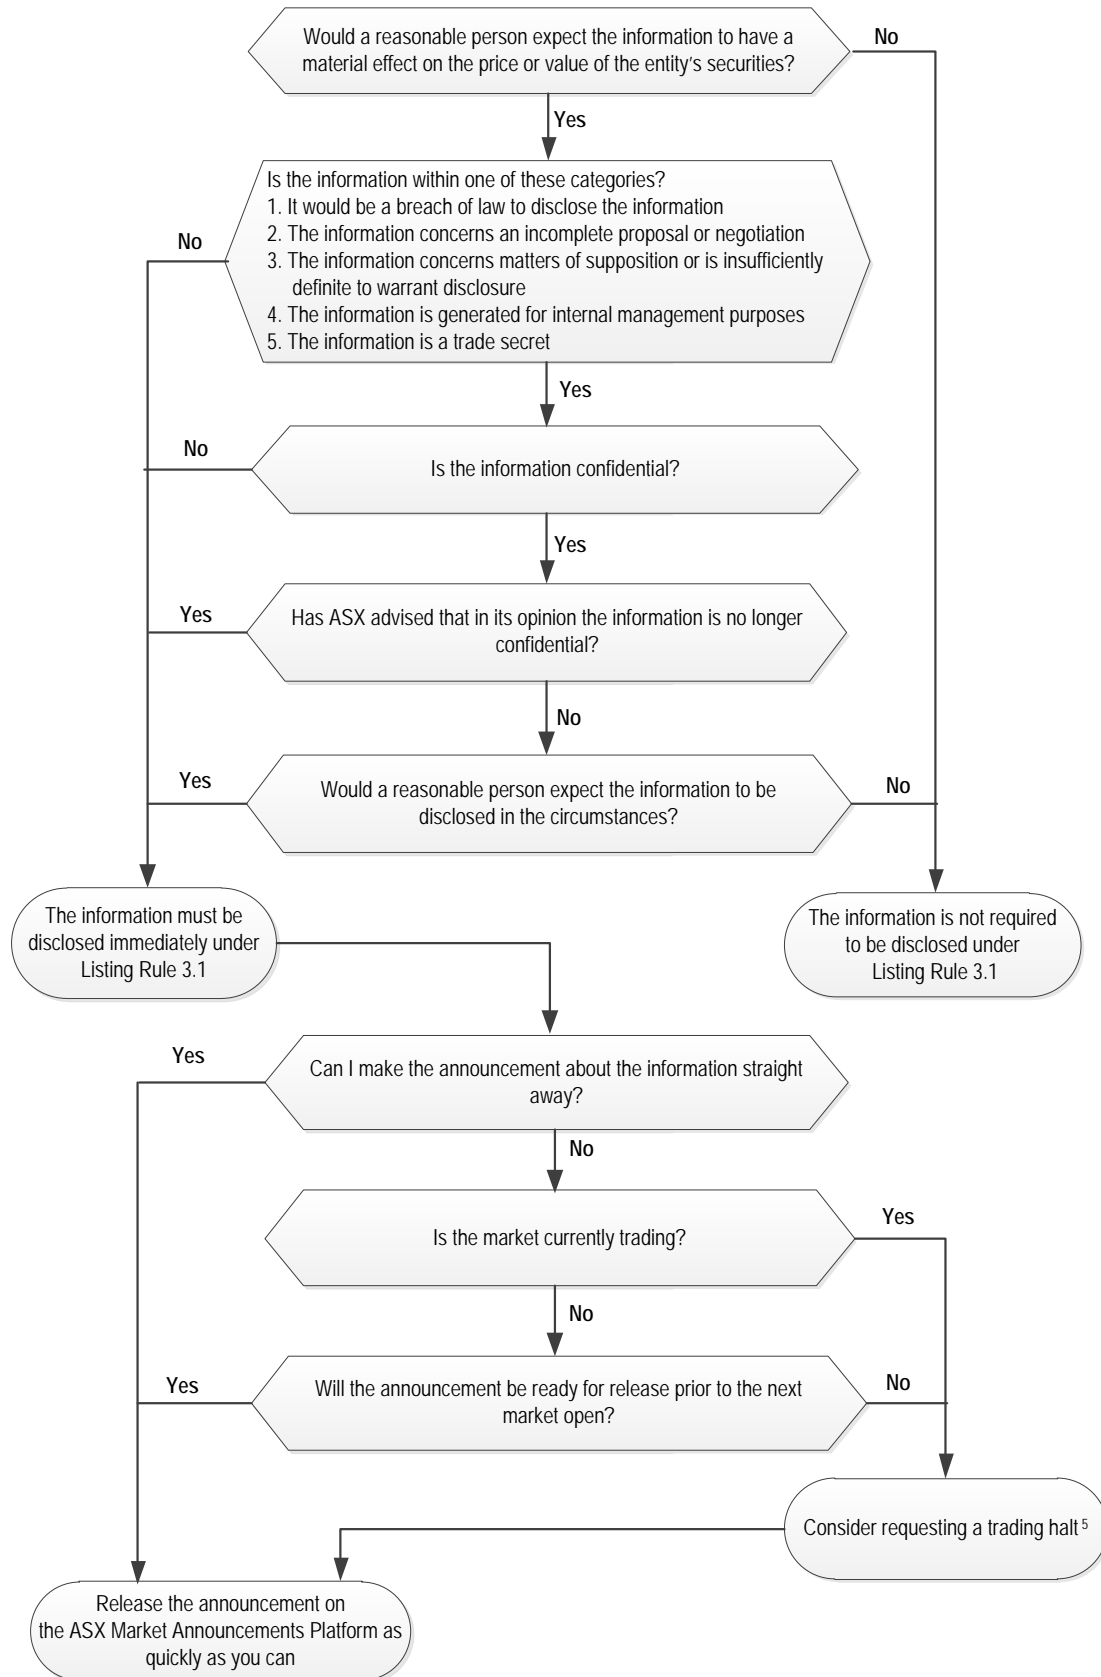 Would a reasonable person expect the information to have a
material effect on the price or value of the entity's securities?
No
Yes
Is the information within one of these categories?
1. It would be a breach of law to disclose the information
2. The information concerns an incomplete proposal or negotiation
3. The information concerns matters of supposition or is insufficiently
definite to warrant disclosure
4. The information is generated for internal management purposes
5. The information is a trade secret
No
Yes
No
Is the information confidential?
Yes
Yes
Has ASX advised that in its opinion the information is no longer
confidential?
No
Yes
Would a reasonable person expect the information to be
disclosed in the circumstances?
No
The information must be
disclosed immediately under
Listing Rule 3.1
The information is not required
to be disclosed under
Listing Rule 3.1
Yes
Can I make the announcement about the information straight
away?
No
Is the market currently trading?
Yes
No
Yes
Will the announcement be ready for release prior to the next
market open?
No
Consider requesting a trading halt 5
Release the announcement on
the ASX Market Announcements Platform as
quickly as you can